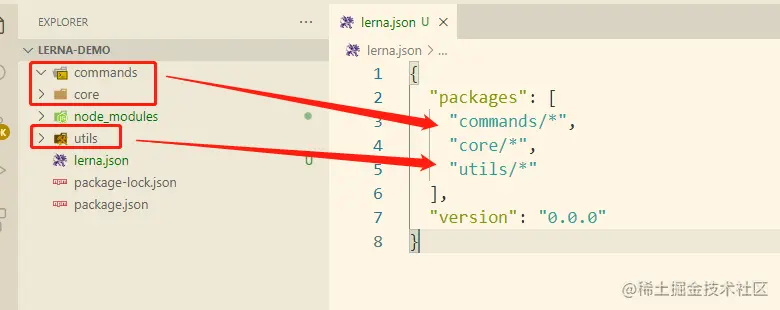 EXPLORER
LERNA-DEMO
commands
core
node_modules
utils
lerna.json U
package-lock.json
package.json
lerna.json U
lerna.json > ...
1 {
2 "packages": [
3 "commands/*",
4 "core/*",
5 "utils/*"
6 ],
7 "version": "0.0.0"
8 }
@稀土掘金技术社区